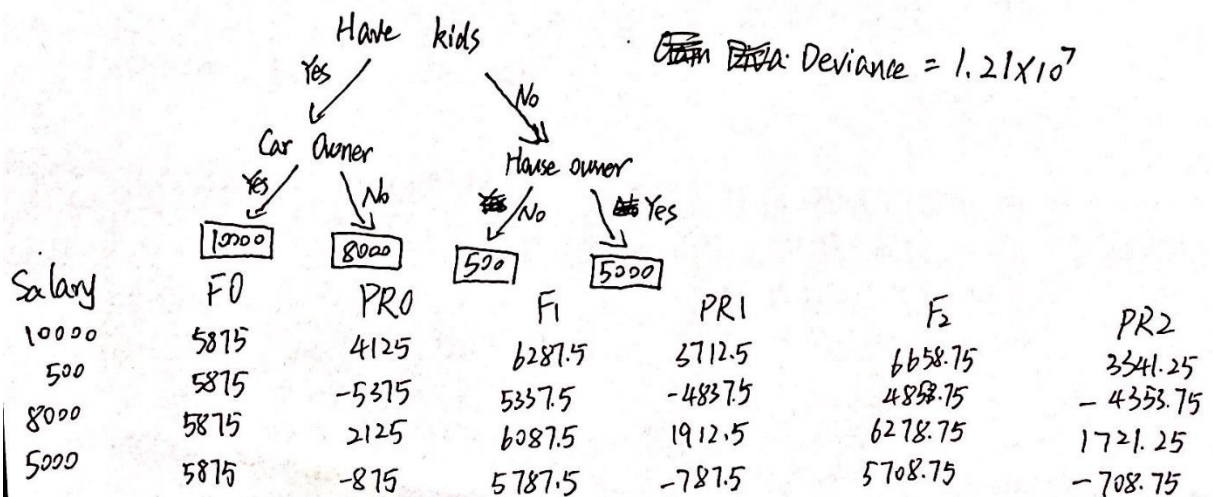 Have kids
Deviance = 1.21×10⁷
Yes No
Car Owner House owner
Yes No No Yes
10000 8000 500 5000
Salary F0 PR0 F1 PR1 F2 PR2
10000 5875 4125 6287.5 3712.5 6658.75 3341.25
500 5875 -5375 5337.5 -4837.5 4853.75 -4353.75
8000 5875 2125 6087.5 1912.5 6278.75 1721.25
5000 5875 -875 5787.5 -787.5 5708.75 -708.75